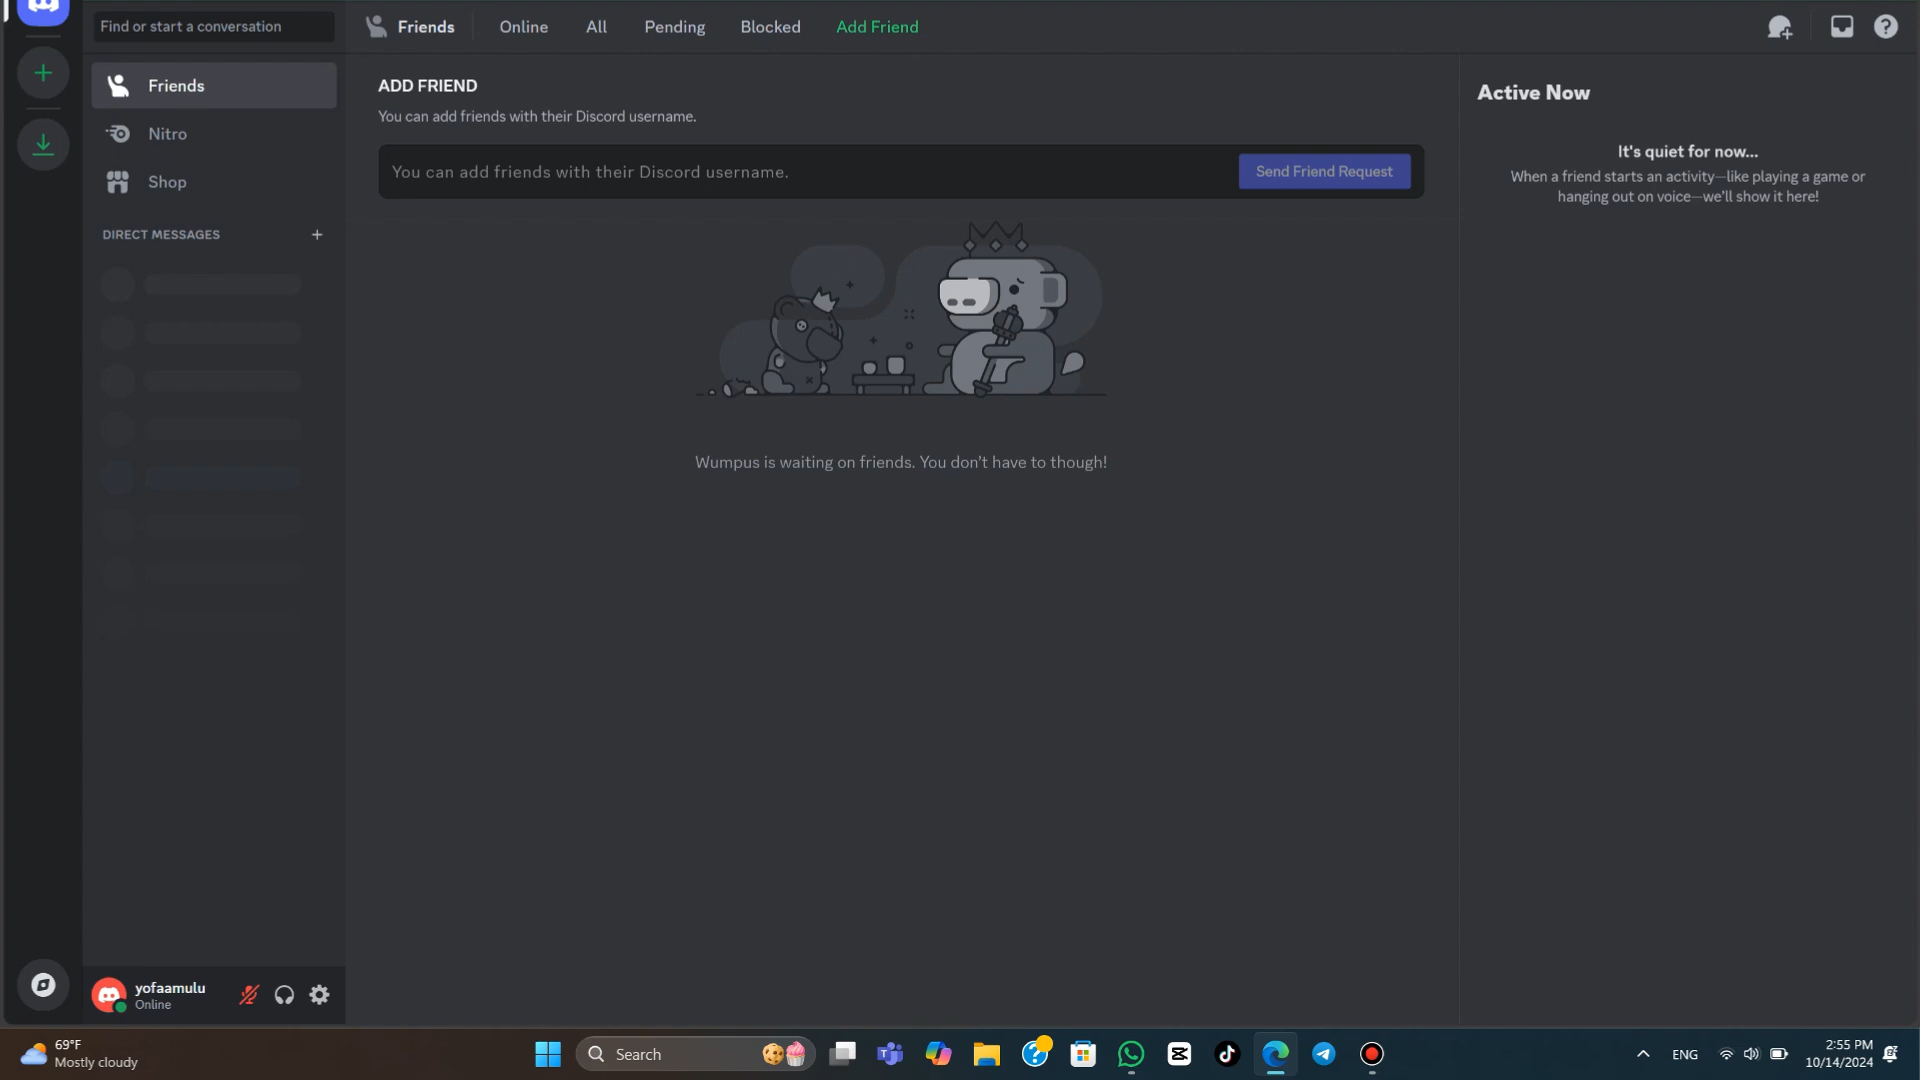 Find or start a conversation
Friends
Online
All
Pending
Blocked
Add Friend
Friends
Nitro
Shop
DIRECT MESSAGES
ADD FRIEND
You can add friends with their Discord username.
You can add friends with their Discord username.
Send Friend Request
Wumpus is waiting on friends. You don't have to though!
Active Now
It's quiet for now...
When a friend starts an activity—like playing a game or
hanging out on voice—we'll show it here!
yofaamulu
Online
69°F
Mostly cloudy
Search
ENG
2:55 PM
10/14/2024